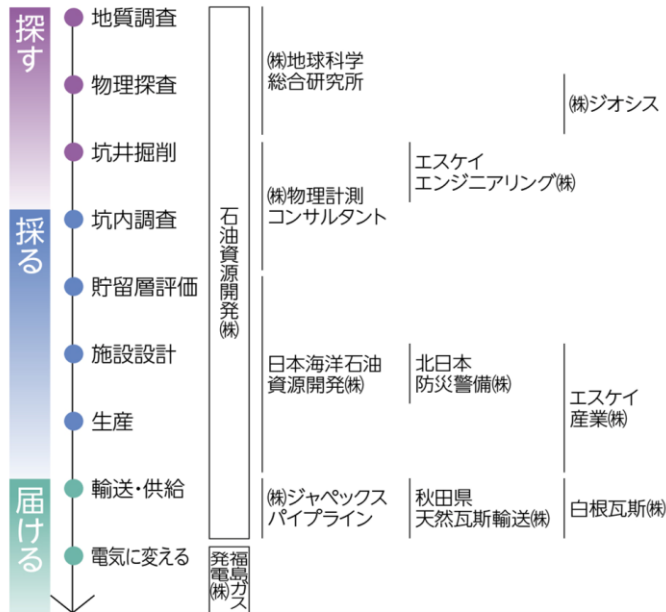 探す
地質調査
物理探査
坑井掘削
採る
坑内調査
貯留層評価
施設設計
生産
届ける
輸送・供給
電気に変える
石油資源開発㈱
福島ガス
発電㈱
㈱地球科学
総合研究所
㈱ジオシス
㈱物理計測
コンサルタント
エスケイ
エンジニアリング㈱
日本海洋石油
資源開発㈱
北日本
防災警備㈱
エスケイ
産業㈱
㈱ジャペックス
パイプライン
秋田県
天然瓦斯輸送㈱
白根瓦斯㈱